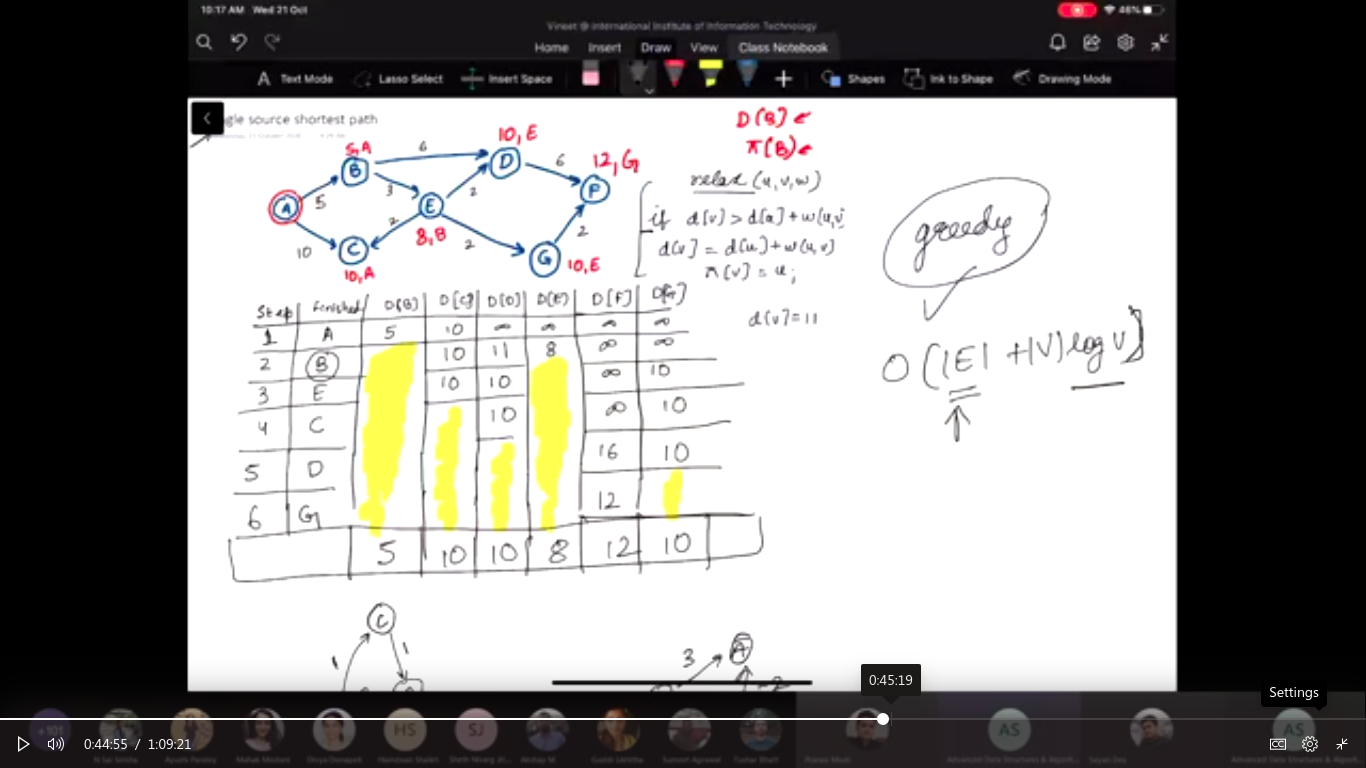 10:17 AM Wed 21 Oct
46%
Vineet @ International Institute of Information Technology
Home Insert Draw View Class Notebook
Text Mode Lasso Select Insert Space Shapes Ink to Shape Drawing Mode
gle source shortest path
D[B]
π[B]
5,A
10,E
12,G
8,B
10,A
10,E
A B C D E F G
5 10 6 3 2 2 2 6 2
relax (u,v,w)
if d[v] > d[u] + w(u,v)
d[v] = d[u] + w(u,v)
π[v] = u;
d[v] = 11
greedy
O(|E| + |V| log V)
Step Finished D[B] D[C] D[D] D[E] D[F] D[G]
1 A 5 10 ∞ ∞ ∞ ∞
2 B 10 11 8 ∞ ∞
3 E 10 10 ∞ 10
4 C 10 ∞ 10
5 D 16 10
6 G 12
5 10 10 8 12 10
C
1 1
3 A
0:45:19
Settings
+101 HS SJ AS AS
0:44:55 / 1:09:21